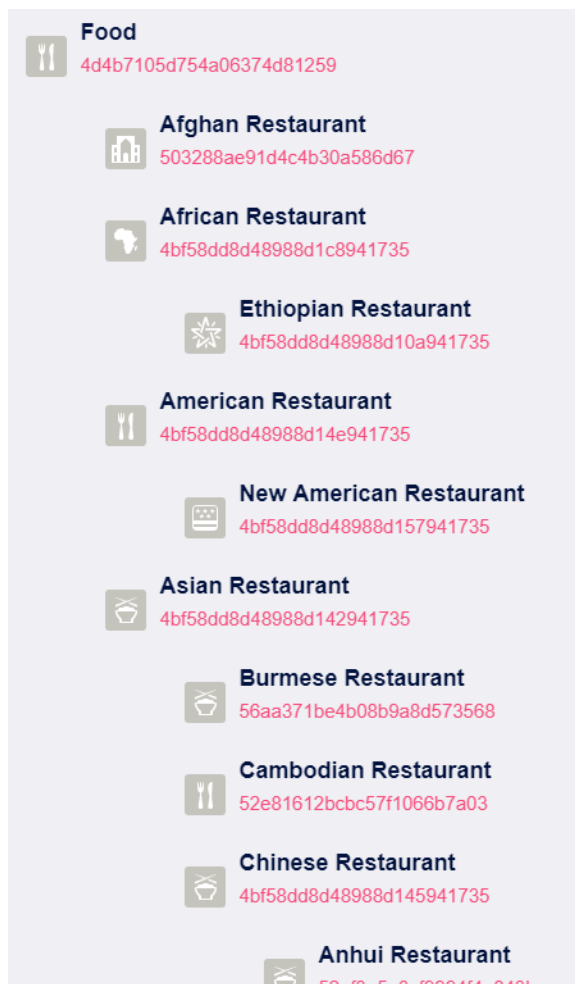 Food
4d4b7105d754a06374d81259
Afghan Restaurant
503288ae91d4c4b30a586d67
African Restaurant
4bf58dd8d48988d1c8941735
Ethiopian Restaurant
4bf58dd8d48988d10a941735
American Restaurant
4bf58dd8d48988d14e941735
New American Restaurant
4bf58dd8d48988d157941735
Asian Restaurant
4bf58dd8d48988d142941735
Burmese Restaurant
56aa371be4b08b9a8d573568
Cambodian Restaurant
52e81612bcbc57f1066b7a03
Chinese Restaurant
4bf58dd8d48988d145941735
Anhui Restaurant